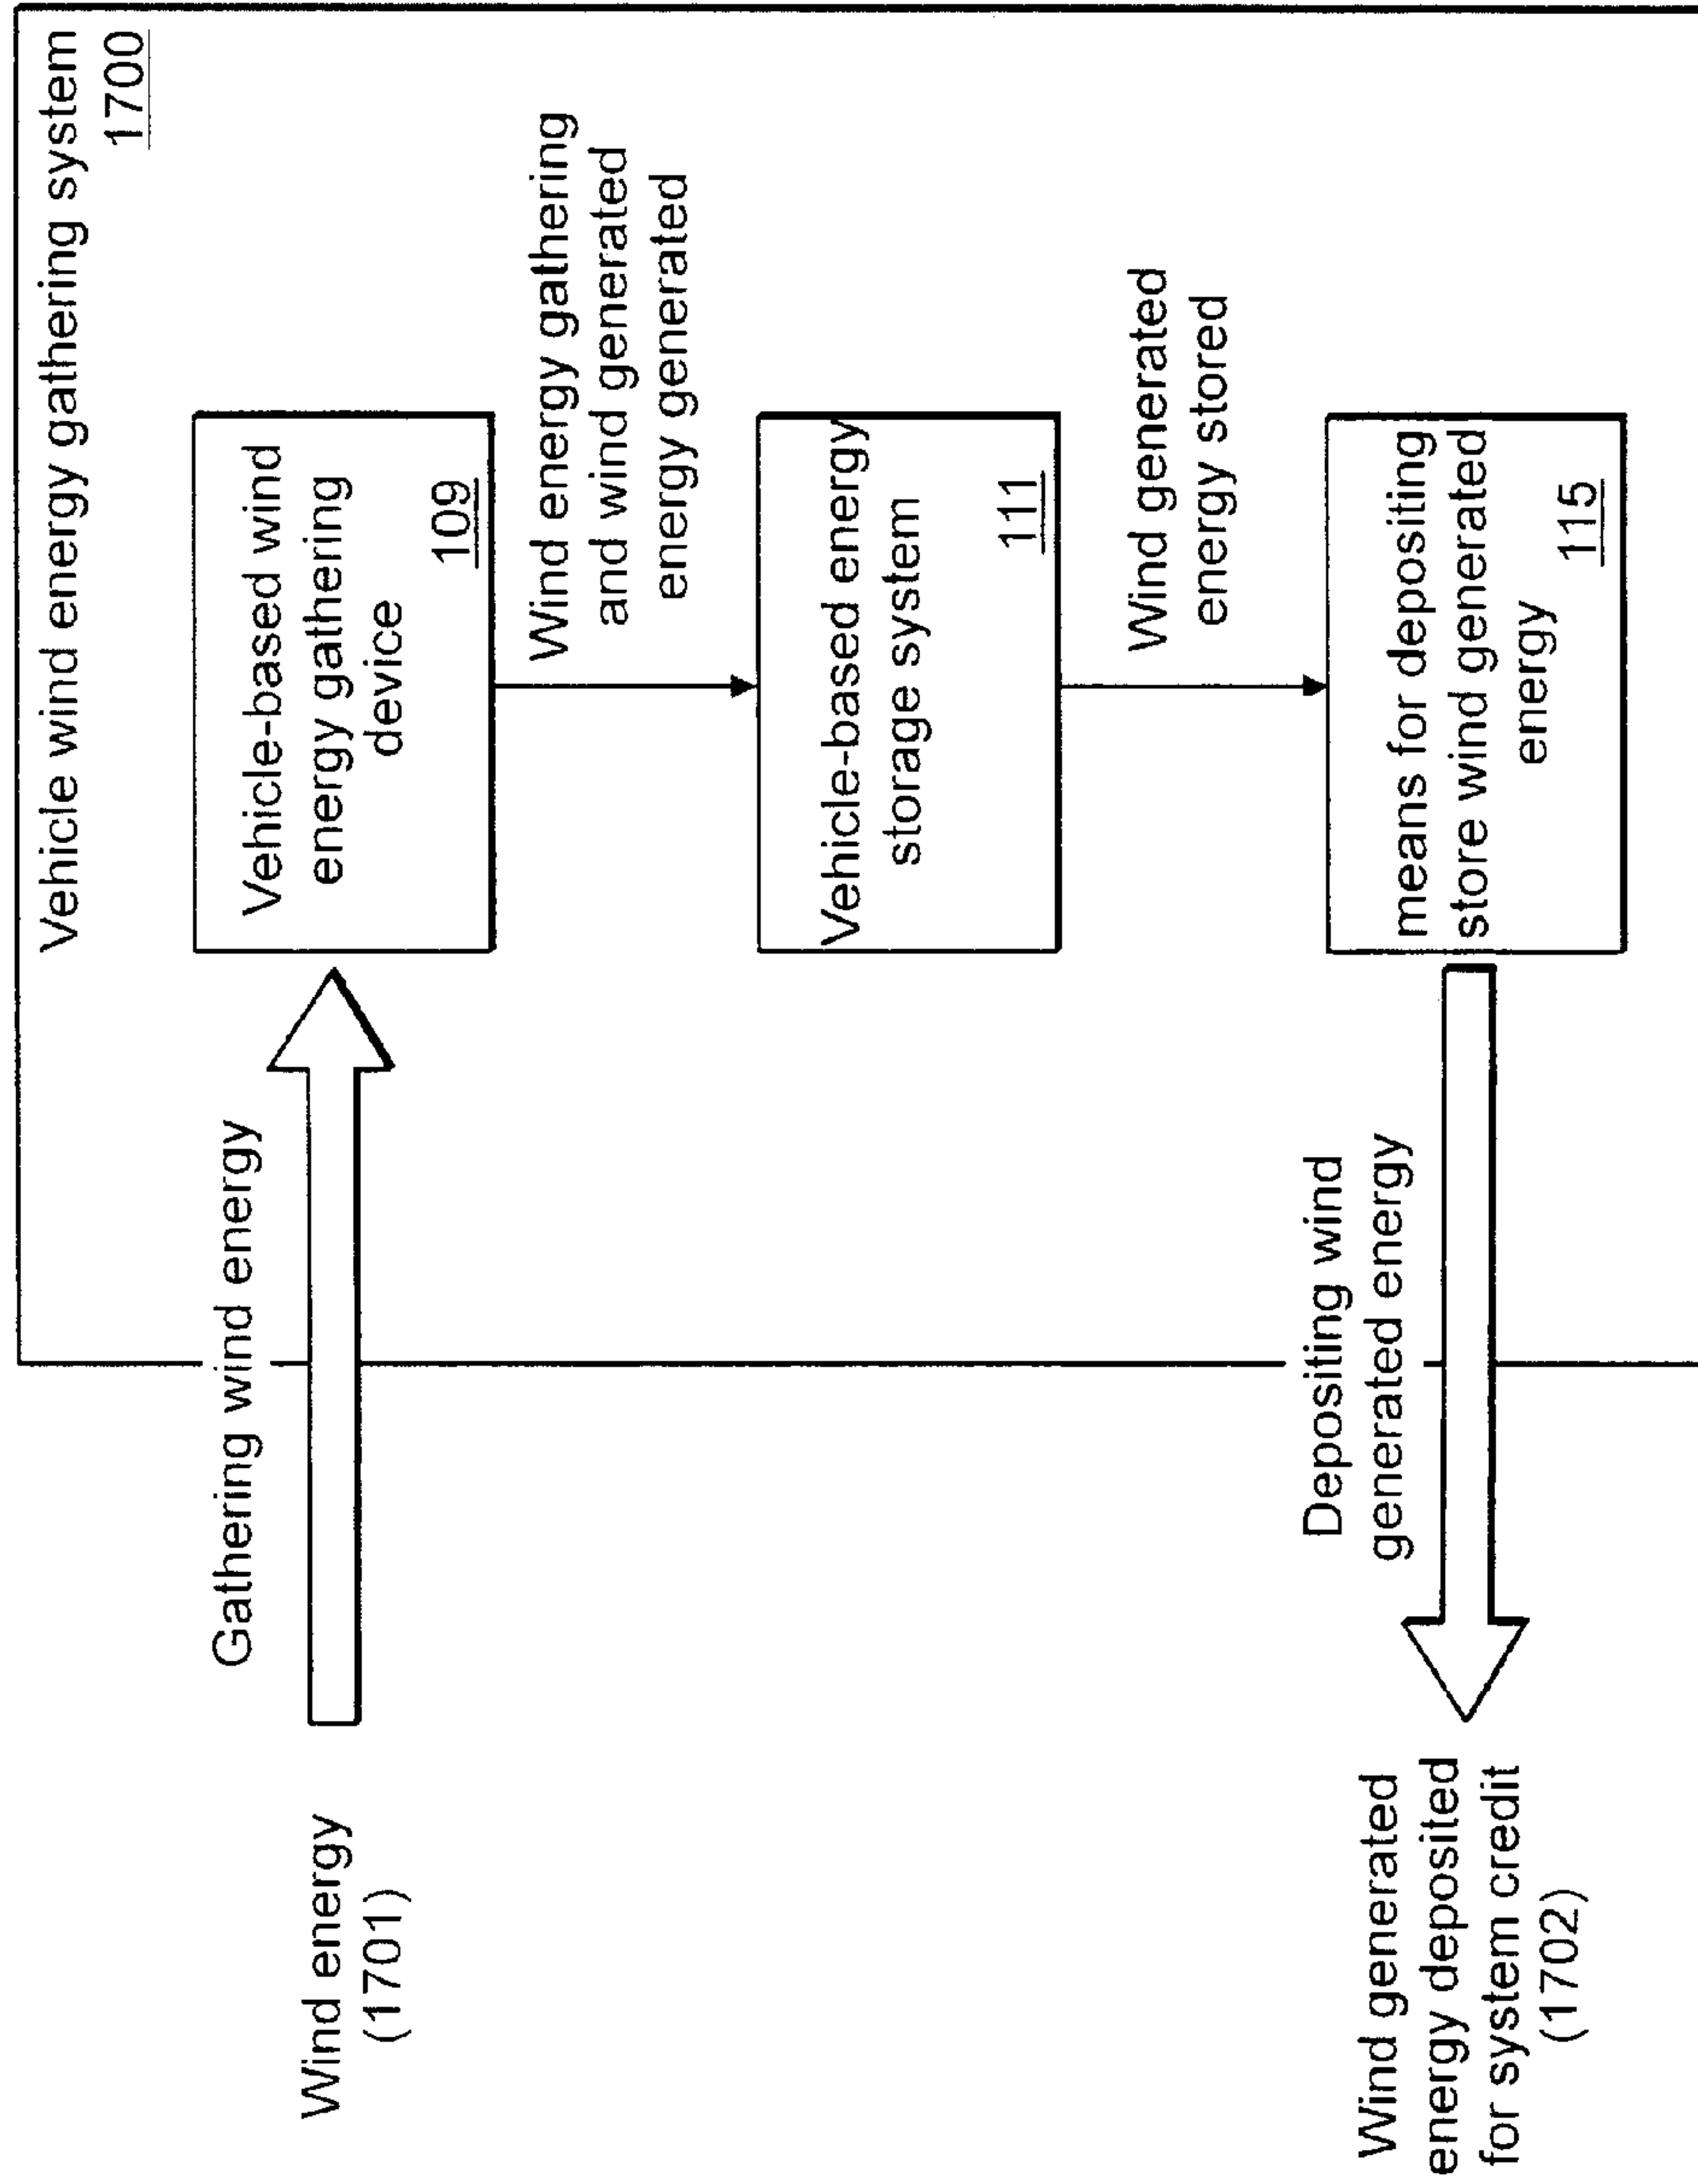 Vehicle wind energy gathering system
1700
Gathering wind energy
Wind energy
(1701)
Vehicle-based wind
energy gathering
device
109
Wind energy gathering
and wind generated
energy generated
Vehicle-based energy
storage system
111
Wind generated
energy stored
means for depositing
store wind generated
energy
115
Depositing wind
generated energy
Wind generated
energy deposited
for system credit
(1702)